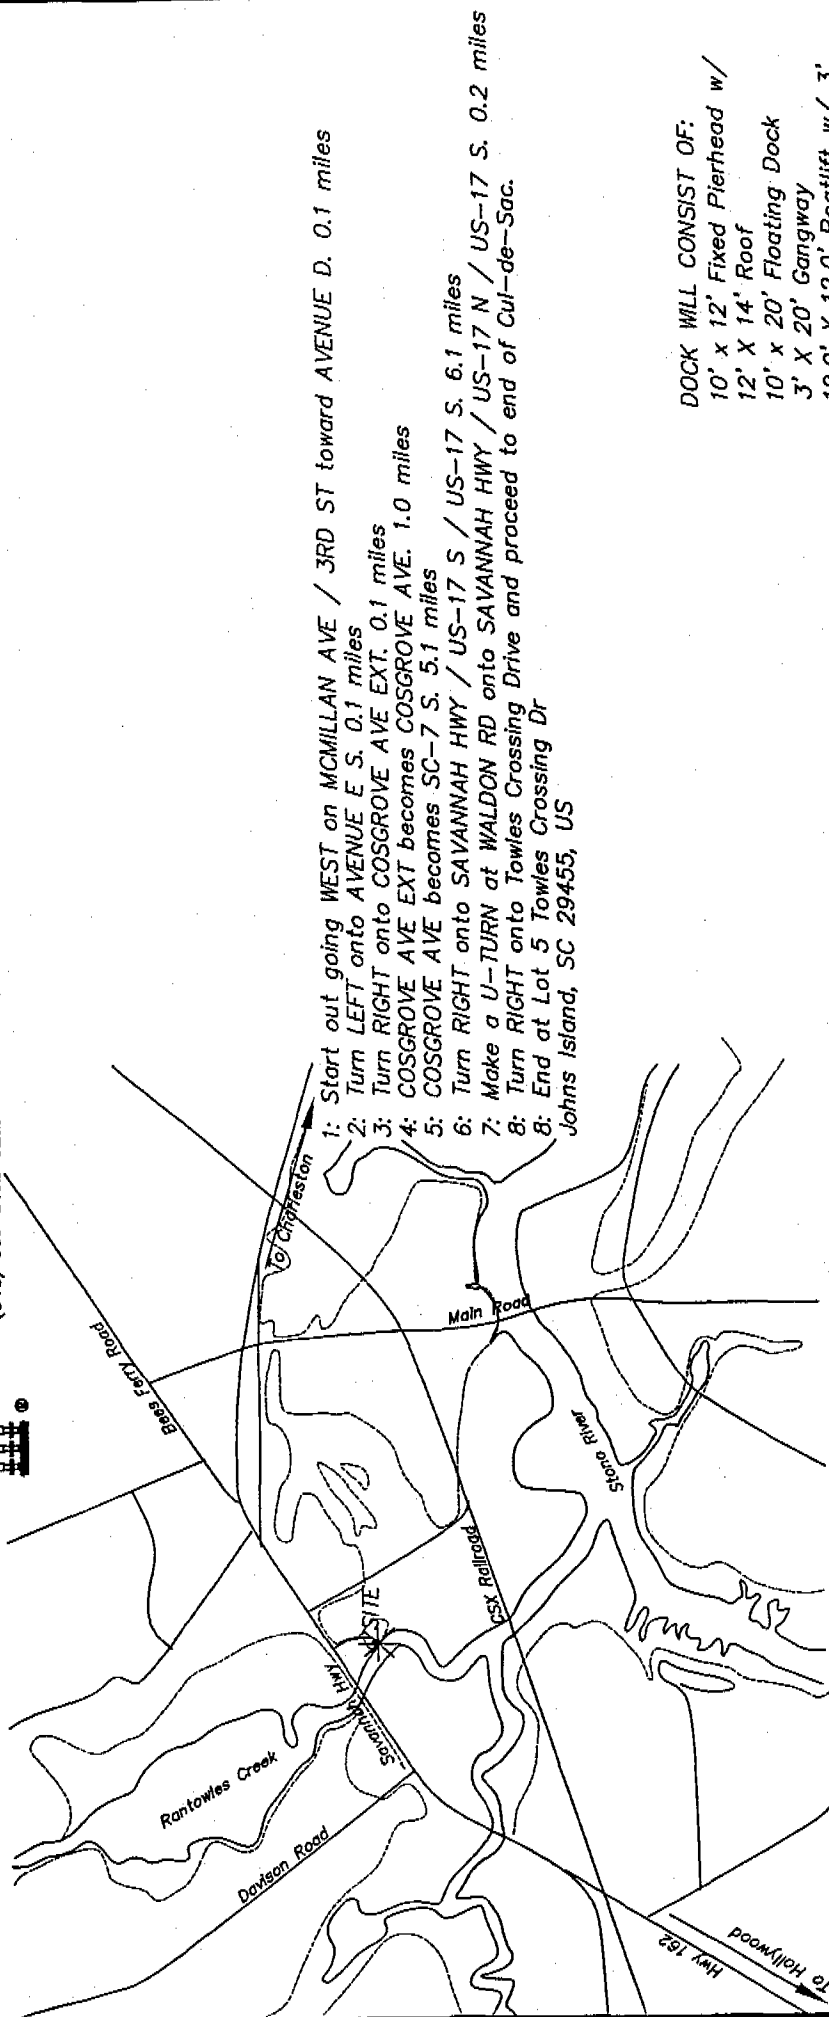 Bees Ferry Road
To Charleston
Main Road
Stono River
CSX Railroad
SITE
Savannah Hwy
Rantowles Creek
Davison Road
Hwy 162
To Hollywood
1: Start out going WEST on MCMILLAN AVE / 3RD ST toward AVENUE D. 0.1 miles
2: Turn LEFT onto AVENUE E S. 0.1 miles
3: Turn RIGHT onto COSGROVE AVE EXT. 0.1 miles
4: COSGROVE AVE EXT becomes COSGROVE AVE. 1.0 miles
5: COSGROVE AVE becomes SC-7 S. 5.1 miles
6: Turn RIGHT onto SAVANNAH HWY / US-17 S / US-17 S. 6.1 miles
7: Make a U-TURN at WALDON RD onto SAVANNAH HWY / US-17 N / US-17 S. 0.2 miles
8: Turn RIGHT onto Towles Crossing Drive and proceed to end of Cul-de-Sac.
8: End at Lot 5 Towles Crossing Dr
Johns Island, SC 29455, US
DOCK WILL CONSIST OF:
10' x 12' Fixed Pierhead w/
12' X 14' Roof
10' x 20' Floating Dock
3' X 20' Gangway